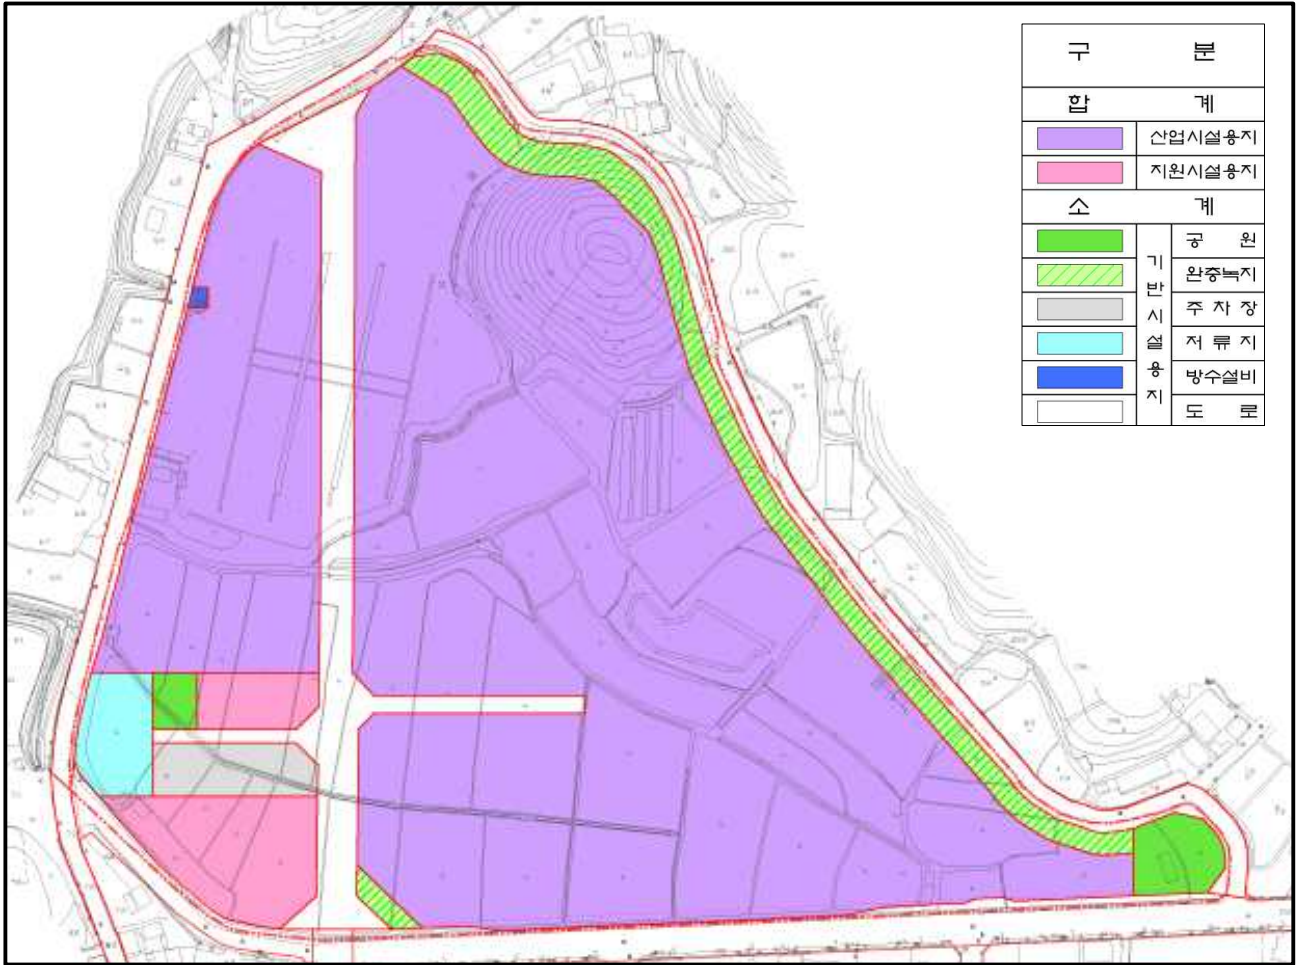 구 분
합 계
산업시설용지
지원시설용지
소 계
기반시설용지
공 원
완충녹지
주 차 장
저 류 지
방수설비
도 로